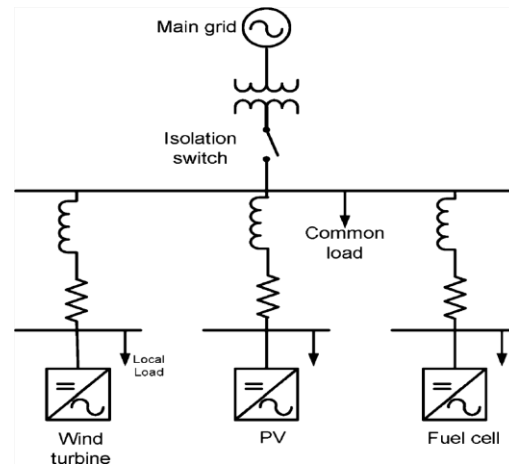 Main grid
Isolation
switch
Common
load
Local
Load
Wind
turbine
PV
Fuel cell